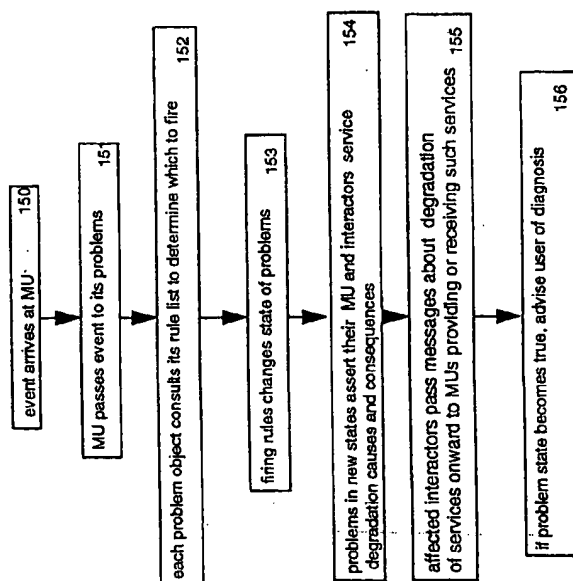 event arrives at MU 150
MU passes event to its problems 151
each problem object consults its rule list to determine which to fire 152
firing rules changes state of problems 153
problems in new states assert their MU and interactors service
degradation causes and consequences 154
affected interactors pass messages about degradation
of services onward to MUs providing or receiving such services 155
if problem state becomes true, advise user of diagnosis 156